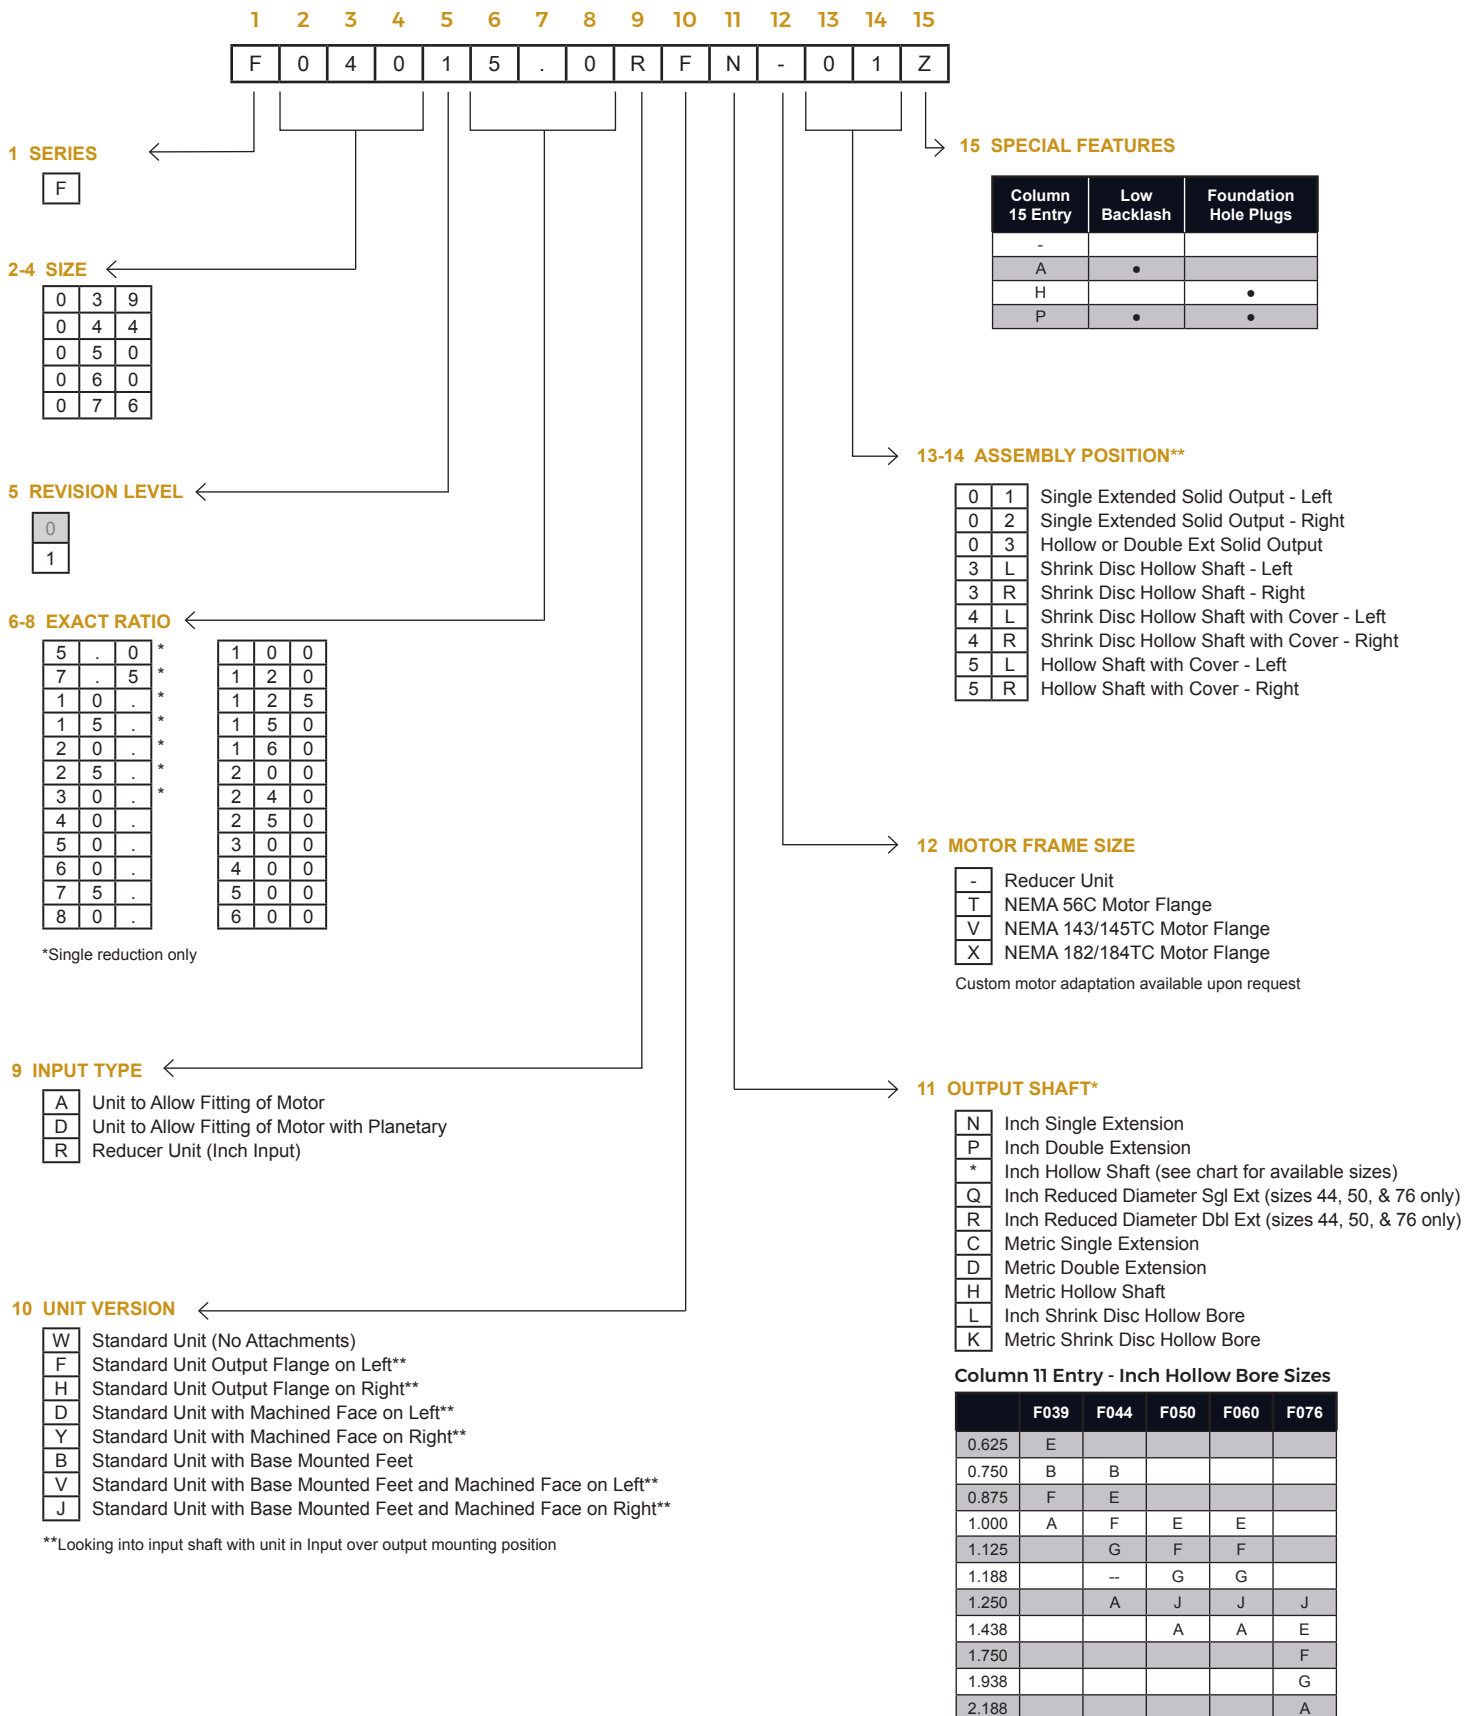 1 2 3 4 5 6 7 8 9 10 11 12 13 14 15
F 0 4 0 1 5 . 0 R F N - 0 1 Z
1 SERIES
F
2-4 SIZE
0 3 9
0 4 4
0 5 0
0 6 0
0 7 6
5 REVISION LEVEL
0
1
6-8 EXACT RATIO
5 . 0 *
7 . 5 *
1 0 . *
1 5 . *
2 0 . *
2 5 . *
3 0 . *
4 0 .
5 0 .
6 0 .
7 5 .
8 0 .
1 0 0
1 2 0
1 2 5
1 5 0
1 6 0
2 0 0
2 4 0
2 5 0
3 0 0
4 0 0
5 0 0
6 0 0
*Single reduction only
9 INPUT TYPE
A Unit to Allow Fitting of Motor
D Unit to Allow Fitting of Motor with Planetary
R Reducer Unit (Inch Input)
10 UNIT VERSION
W Standard Unit (No Attachments)
F Standard Unit Output Flange on Left**
H Standard Unit Output Flange on Right**
D Standard Unit with Machined Face on Left**
Y Standard Unit with Machined Face on Right**
B Standard Unit with Base Mounted Feet
V Standard Unit with Base Mounted Feet and Machined Face on Left**
J Standard Unit with Base Mounted Feet and Machined Face on Right**
**Looking into input shaft with unit in Input over output mounting position
15 SPECIAL FEATURES
Column 15 Entry Low Backlash Foundation Hole Plugs
-
A ●
H ●
P ● ●
13-14 ASSEMBLY POSITION**
0 1 Single Extended Solid Output - Left
0 2 Single Extended Solid Output - Right
0 3 Hollow or Double Ext Solid Output
3 L Shrink Disc Hollow Shaft - Left
3 R Shrink Disc Hollow Shaft - Right
4 L Shrink Disc Hollow Shaft with Cover - Left
4 R Shrink Disc Hollow Shaft with Cover - Right
5 L Hollow Shaft with Cover - Left
5 R Hollow Shaft with Cover - Right
12 MOTOR FRAME SIZE
- Reducer Unit
T NEMA 56C Motor Flange
V NEMA 143/145TC Motor Flange
X NEMA 182/184TC Motor Flange
Custom motor adaptation available upon request
11 OUTPUT SHAFT*
N Inch Single Extension
P Inch Double Extension
* Inch Hollow Shaft (see chart for available sizes)
Q Inch Reduced Diameter Sgl Ext (sizes 44, 50, & 76 only)
R Inch Reduced Diameter Dbl Ext (sizes 44, 50, & 76 only)
C Metric Single Extension
D Metric Double Extension
H Metric Hollow Shaft
L Inch Shrink Disc Hollow Bore
K Metric Shrink Disc Hollow Bore
Column 11 Entry - Inch Hollow Bore Sizes
F039 F044 F050 F060 F076
0.625 E
0.750 B B
0.875 F E
1.000 A F E E
1.125 G F F
1.188 -- G G
1.250 A J J J
1.438 A A E
1.750 F
1.938 G
2.188 A